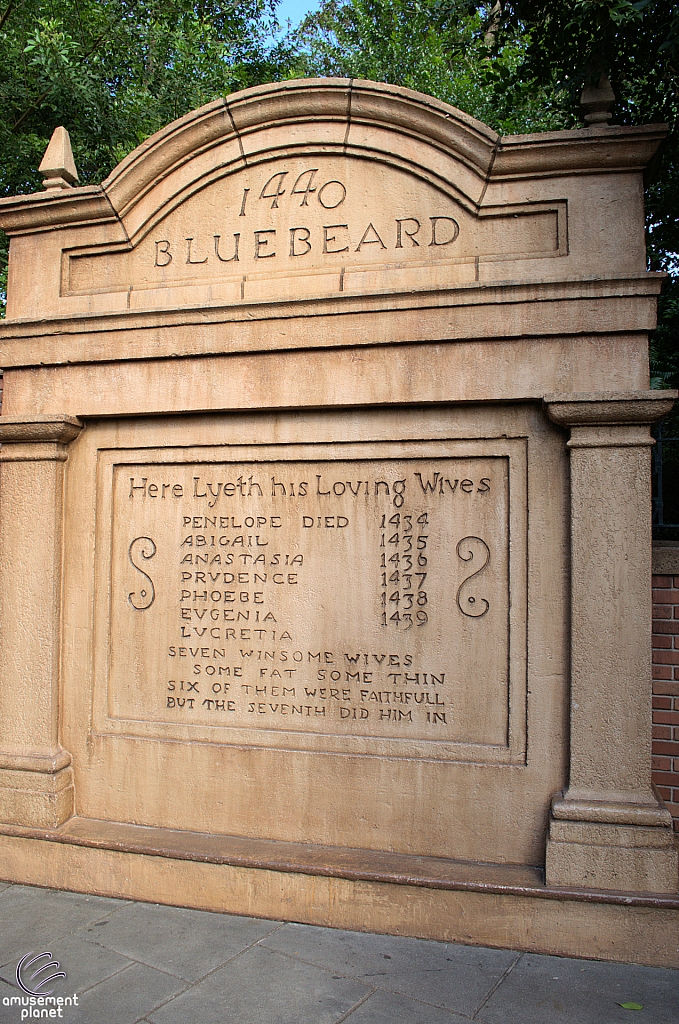 1440
BLUEBEARD
Here Lyeth his Loving Wives
PENELOPE DIED 1434
ABIGAIL 1435
ANASTASIA 1436
PRVDENCE 1437
PHOEBE 1438
EVGENIA 1439
LVCRETIA
SEVEN WINSOME WIVES
SOME FAT SOME THIN
SIX OF THEM WERE FAITHFULL
BUT THE SEVENTH DID HIM IN
amusement
planet